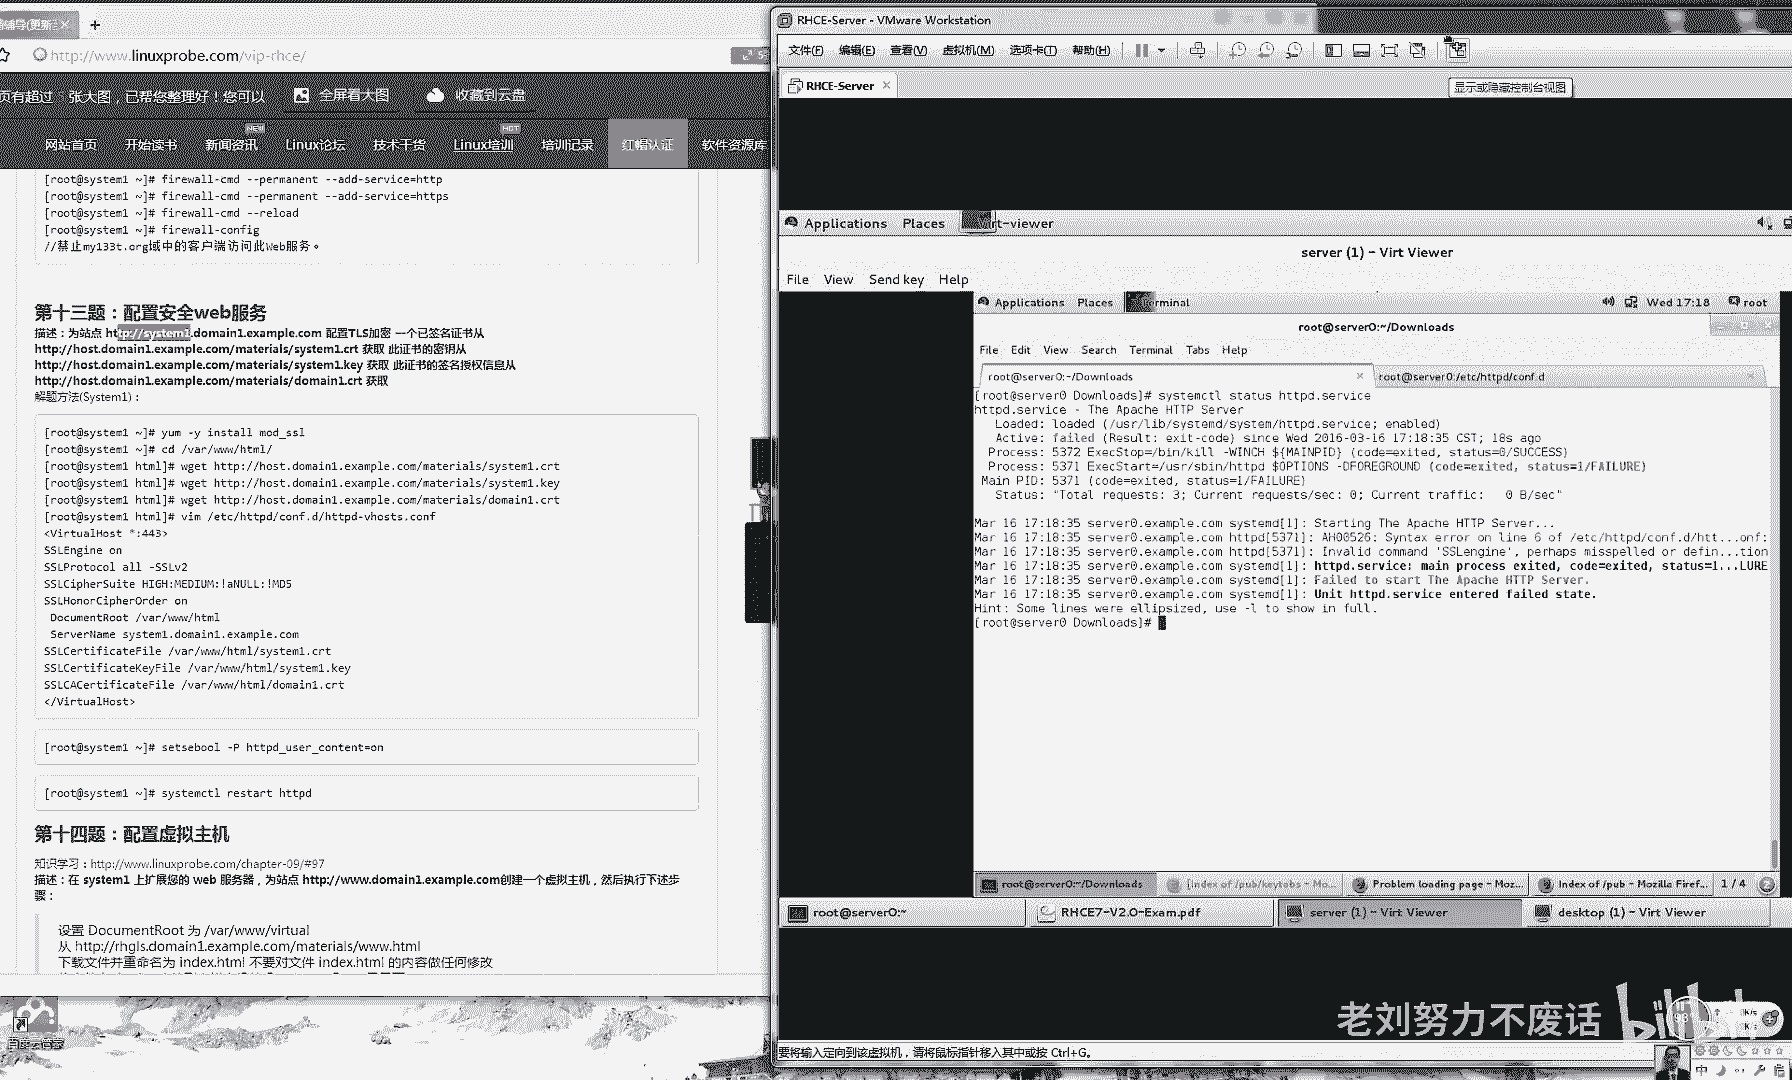 http://www.linuxprobe.com/vip-rhce/
页有超过一张大图，已帮您整理好！您可以 全屏看大图 收藏到云盘
NEW HOT
网站首页 开始读书 新闻资讯 Linux论坛 技术干货 Linux培训 培训记录 红帽认证 软件资源库
[root@system1 ~]# firewall-cmd --permanent --add-service=http
[root@system1 ~]# firewall-cmd --permanent --add-service=https
[root@system1 ~]# firewall-cmd --reload
[root@system1 ~]# firewall-config
//禁止my133t.org域中的客户端访问此Web服务。
第十三题：配置安全web服务
描述：为站点 http://system1.domain1.example.com 配置TLS加密 一个已签名证书从
http://host.domain1.example.com/materials/system1.crt 获取 此证书的密钥从
http://host.domain1.example.com/materials/system1.key 获取 此证书的签名授权信息从
http://host.domain1.example.com/materials/domain1.crt 获取
解题方法(System1)：
[root@system1 ~]# yum -y install mod_ssl
[root@system1 ~]# cd /var/www/html/
[root@system1 html]# wget http://host.domain1.example.com/materials/system1.crt
[root@system1 html]# wget http://host.domain1.example.com/materials/system1.key
[root@system1 html]# wget http://host.domain1.example.com/materials/domain1.crt
[root@system1 html]# vim /etc/httpd/conf.d/httpd-vhosts.conf
<VirtualHost *:443>
SSLEngine on
SSLProtocol all -SSLv2
SSLCipherSuite HIGH:MEDIUM:!aNULL:!MD5
SSLHonorCipherOrder on
DocumentRoot /var/www/html
ServerName system1.domain1.example.com
SSLCertificateFile /var/www/html/system1.crt
SSLCertificateKeyFile /var/www/html/system1.key
SSLCACertificateFile /var/www/html/domain1.crt
</VirtualHost>
[root@system1 ~]# setsebool -P httpd_user_content=on
[root@system1 ~]# systemctl restart httpd
第十四题：配置虚拟主机
知识学习：http://www.linuxprobe.com/chapter-09/#97
描述：在 system1 上扩展您的 web 服务器，为站点 http://www.domain1.example.com创建一个虚拟主机，然后执行下述步
骤：
设置 DocumentRoot 为 /var/www/virtual
从 http://rhgls.domain1.example.com/materials/www.html
下载文件并重命名为 index.html 不要对文件 index.html 的内容做任何修改
百度云管家
RHCE-Server - VMware Workstation
文件(F) 编辑(E) 查看(V) 虚拟机(M) 选项卡(T) 帮助(H)
RHCE-Server
显示或隐藏控制台视图
Applications Places Virt-viewer
server (1) - Virt Viewer
File View Send key Help
Applications Places Terminal Wed 17:18 root
root@server0:~/Downloads
File Edit View Search Terminal Tabs Help
root@server0:~/Downloads root@server0:/etc/httpd/conf.d
[root@server0 Downloads]# systemctl status httpd.service
httpd.service - The Apache HTTP Server
Loaded: loaded (/usr/lib/systemd/system/httpd.service; enabled)
Active: failed (Result: exit-code) since Wed 2016-03-16 17:18:35 CST; 18s ago
Process: 5372 ExecStop=/bin/kill -WINCH ${MAINPID} (code=exited, status=0/SUCCESS)
Process: 5371 ExecStart=/usr/sbin/httpd $OPTIONS -DFOREGROUND (code=exited, status=1/FAILURE)
Main PID: 5371 (code=exited, status=1/FAILURE)
Status: "Total requests: 3; Current requests/sec: 0; Current traffic: 0 B/sec"
Mar 16 17:18:35 server0.example.com systemd[1]: Starting The Apache HTTP Server...
Mar 16 17:18:35 server0.example.com httpd[5371]: AH00526: Syntax error on line 6 of /etc/httpd/conf.d/htt...onf:
Mar 16 17:18:35 server0.example.com httpd[5371]: Invalid command 'SSLengine', perhaps misspelled or defin...tion
Mar 16 17:18:35 server0.example.com systemd[1]: httpd.service: main process exited, code=exited, status=1...LURE
Mar 16 17:18:35 server0.example.com systemd[1]: Failed to start The Apache HTTP Server.
Mar 16 17:18:35 server0.example.com systemd[1]: Unit httpd.service entered failed state.
Hint: Some lines were ellipsized, use -l to show in full.
[root@server0 Downloads]#
root@server0:~/Downloads [Index of /pub/keytabs - Mo... Problem loading page - Moz... Index of /pub - Mozilla Firef... 1 / 4
root@server0:~ RHCE7-V2.0-Exam.pdf server (1) - Virt Viewer desktop (1) - Virt Viewer
老刘努力不废话 bilibili
要将输入定向到该虚拟机，请将鼠标指针移入其中或按 Ctrl+G。